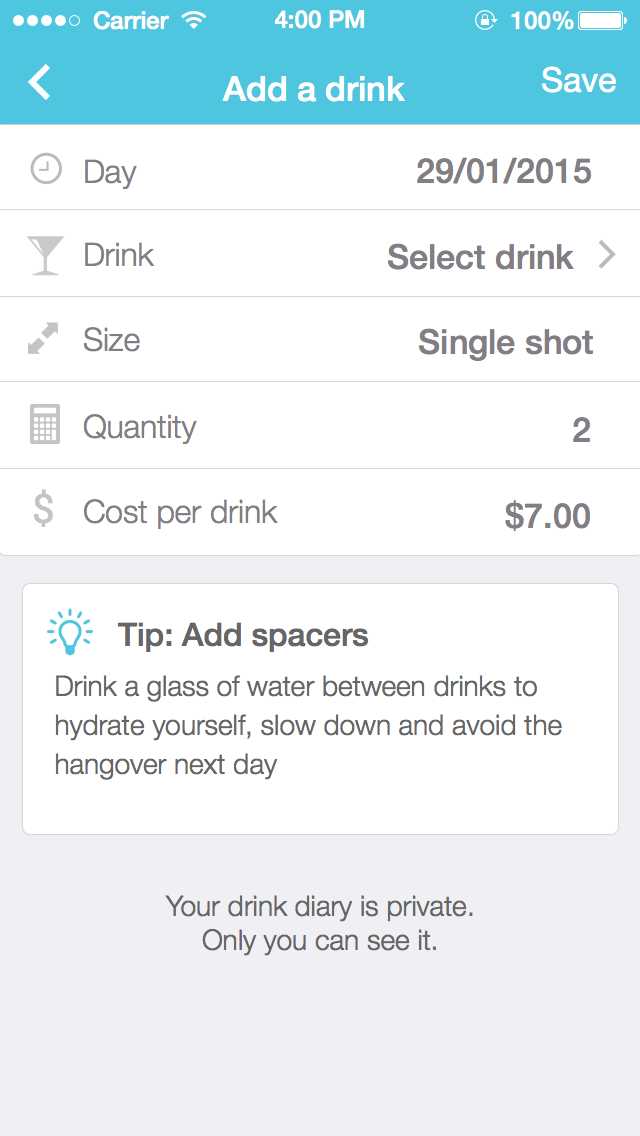 Carrier 4:00 PM 100%
Add a drink Save
Day 29/01/2015
Drink Select drink
Size Single shot
Quantity 2
$ Cost per drink $7.00
Tip: Add spacers
Drink a glass of water between drinks to
hydrate yourself, slow down and avoid the
hangover next day
Your drink diary is private.
Only you can see it.